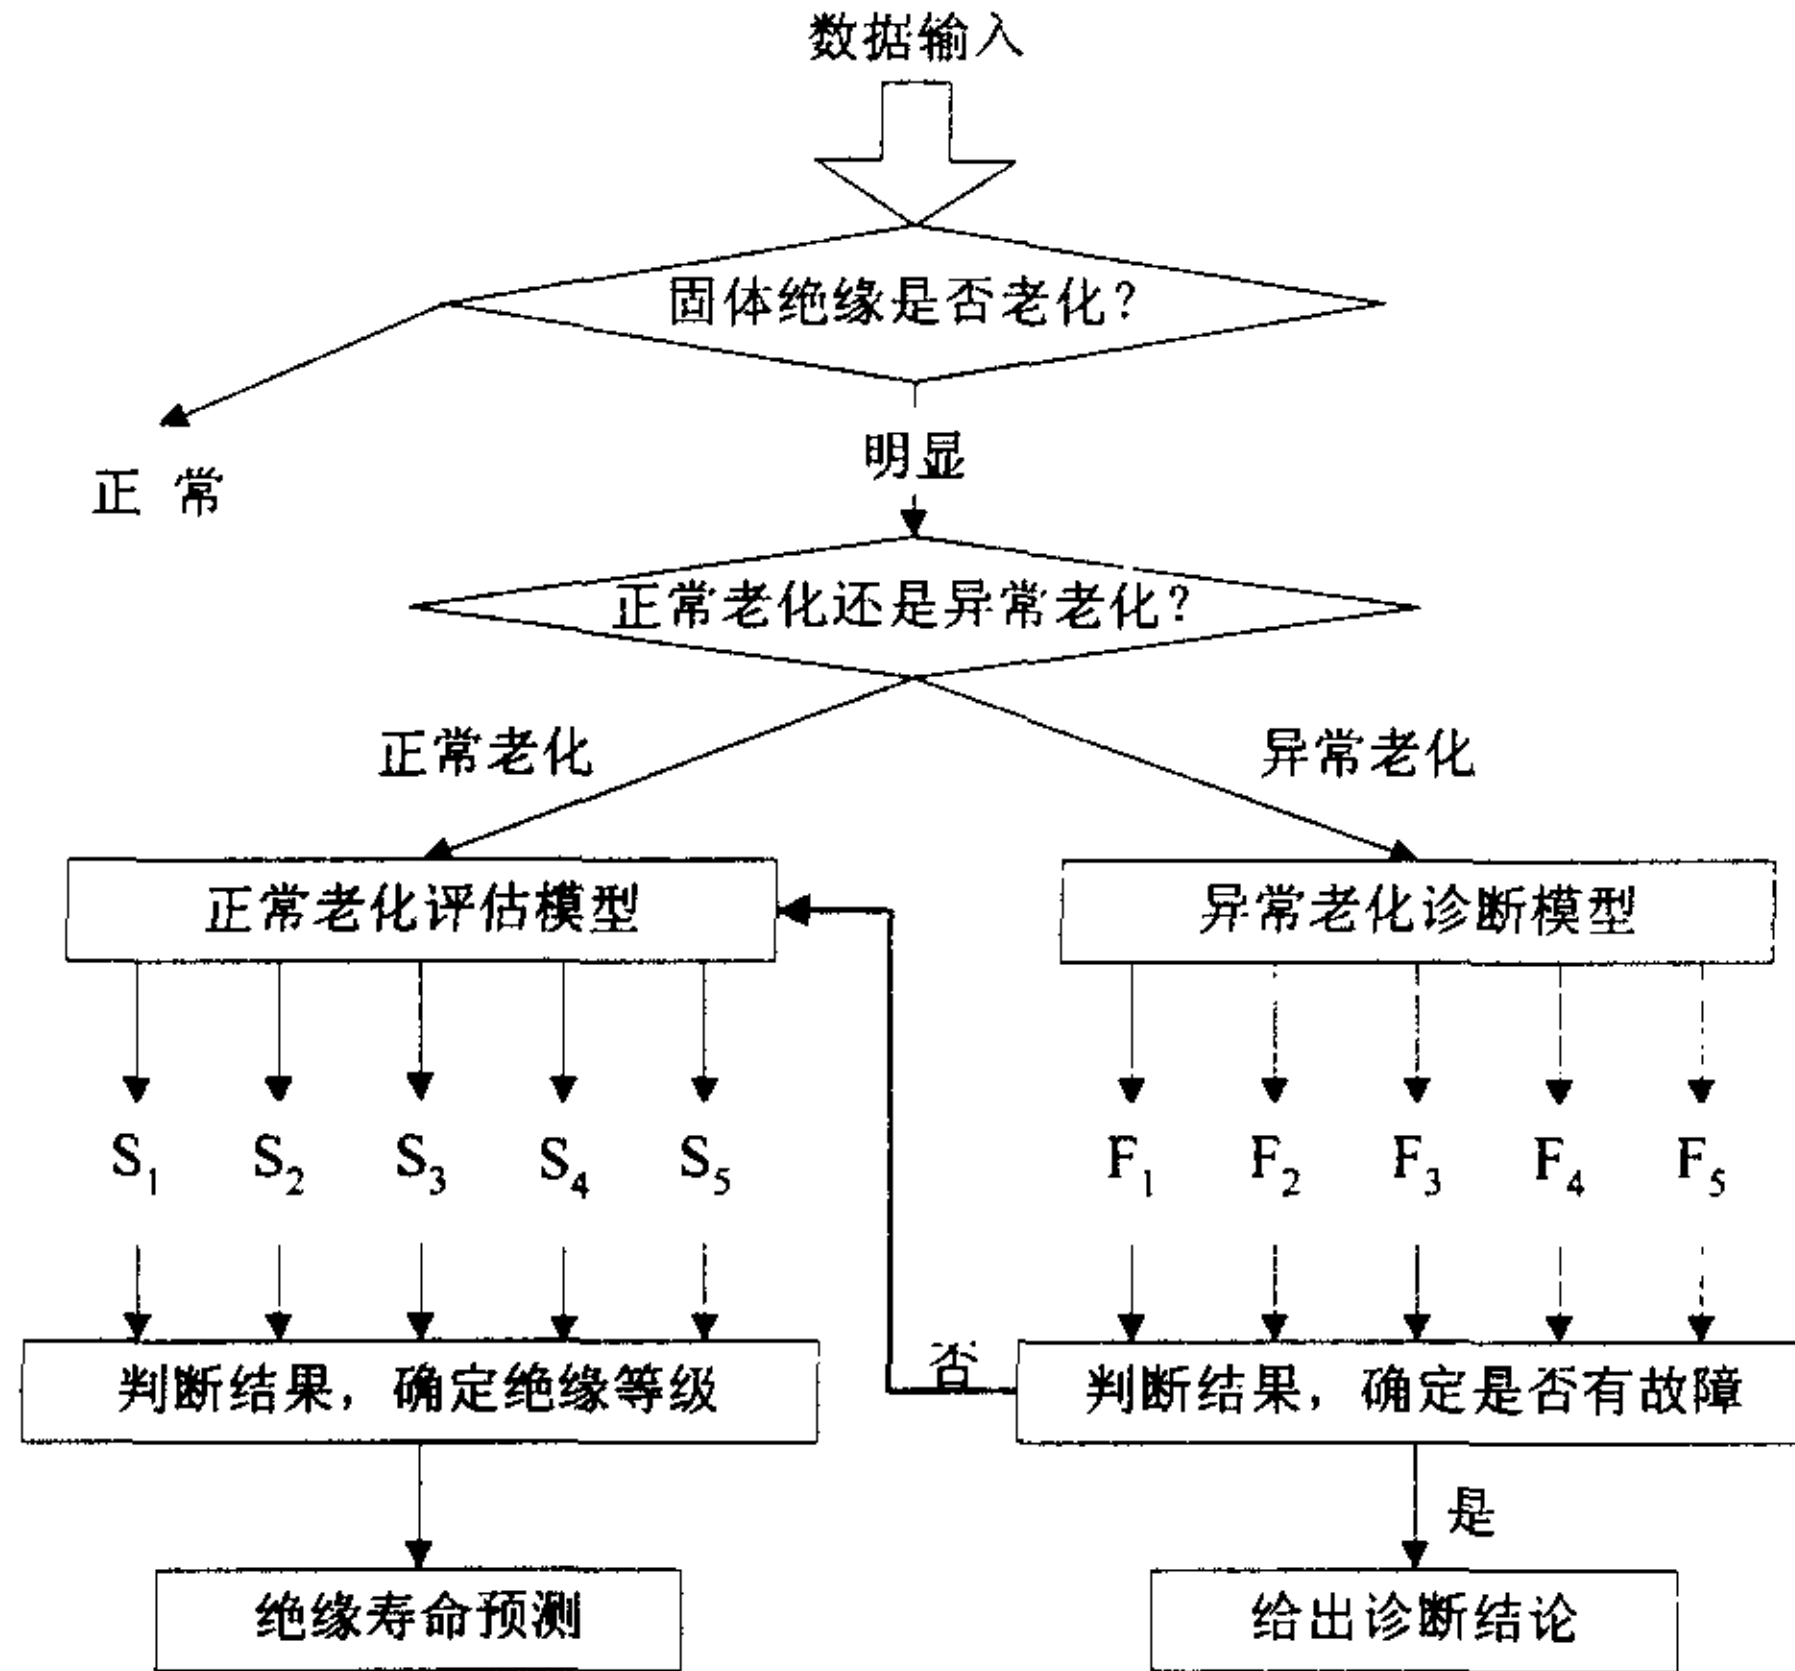 数据输入
固体绝缘是否老化?
正 常
明显
正常老化还是异常老化?
正常老化
异常老化
正常老化评估模型
异常老化诊断模型
S1 S2 S3 S4 S5
F1 F2 F3 F4 F5
判断结果，确定绝缘等级
否
判断结果，确定是否有故障
是
绝缘寿命预测
给出诊断结论